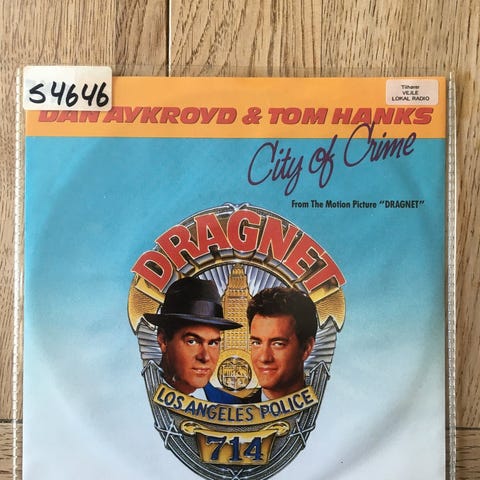 S4646
Tilhører
VEJLE
LOKAL RADIO
DAN AYKROYD & TOM HANKS
City of Crime
From The Motion Picture "DRAGNET"
DRAGNET
LOS ANGELES POLICE
714